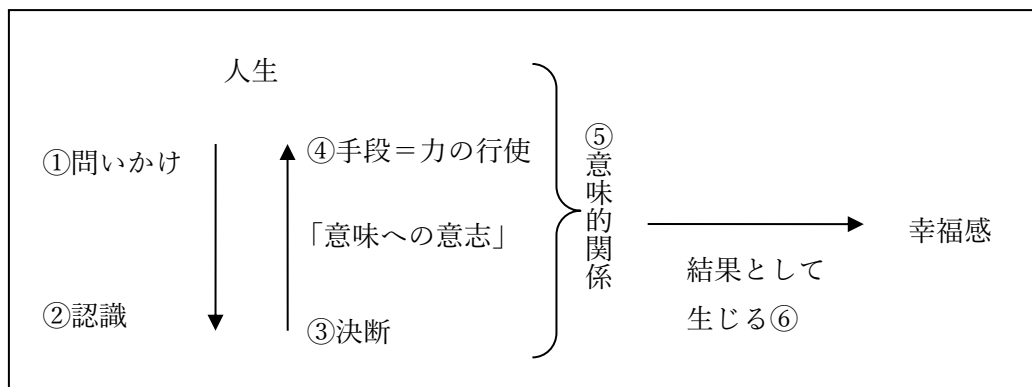 人生
①問いかけ
④手段＝力の行使
「意味への意志」
②認識
③決断
⑤意味的関係
結果として
生じる⑥
幸福感